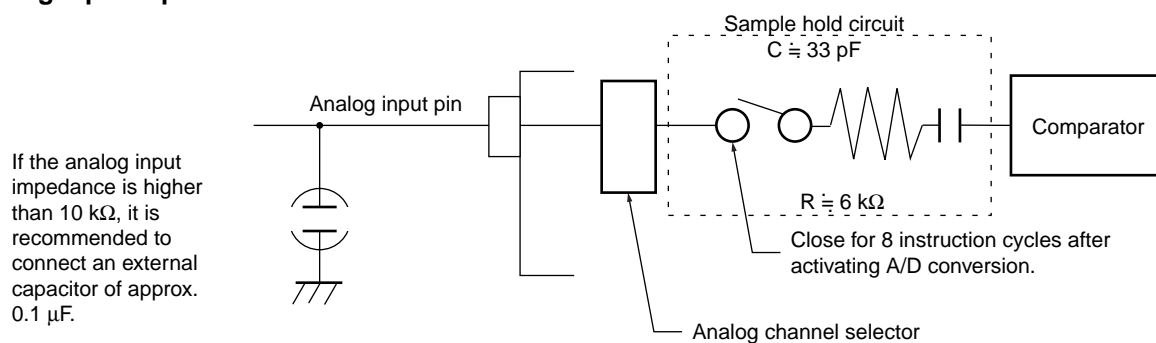 Sample hold circuit
C ≒ 33 pF
Analog input pin
Comparator
If the analog input
impedance is higher
than 10 kΩ, it is
recommended to
connect an external
capacitor of approx.
0.1 μF.
R ≒ 6 kΩ
Close for 8 instruction cycles after
activating A/D conversion.
Analog channel selector